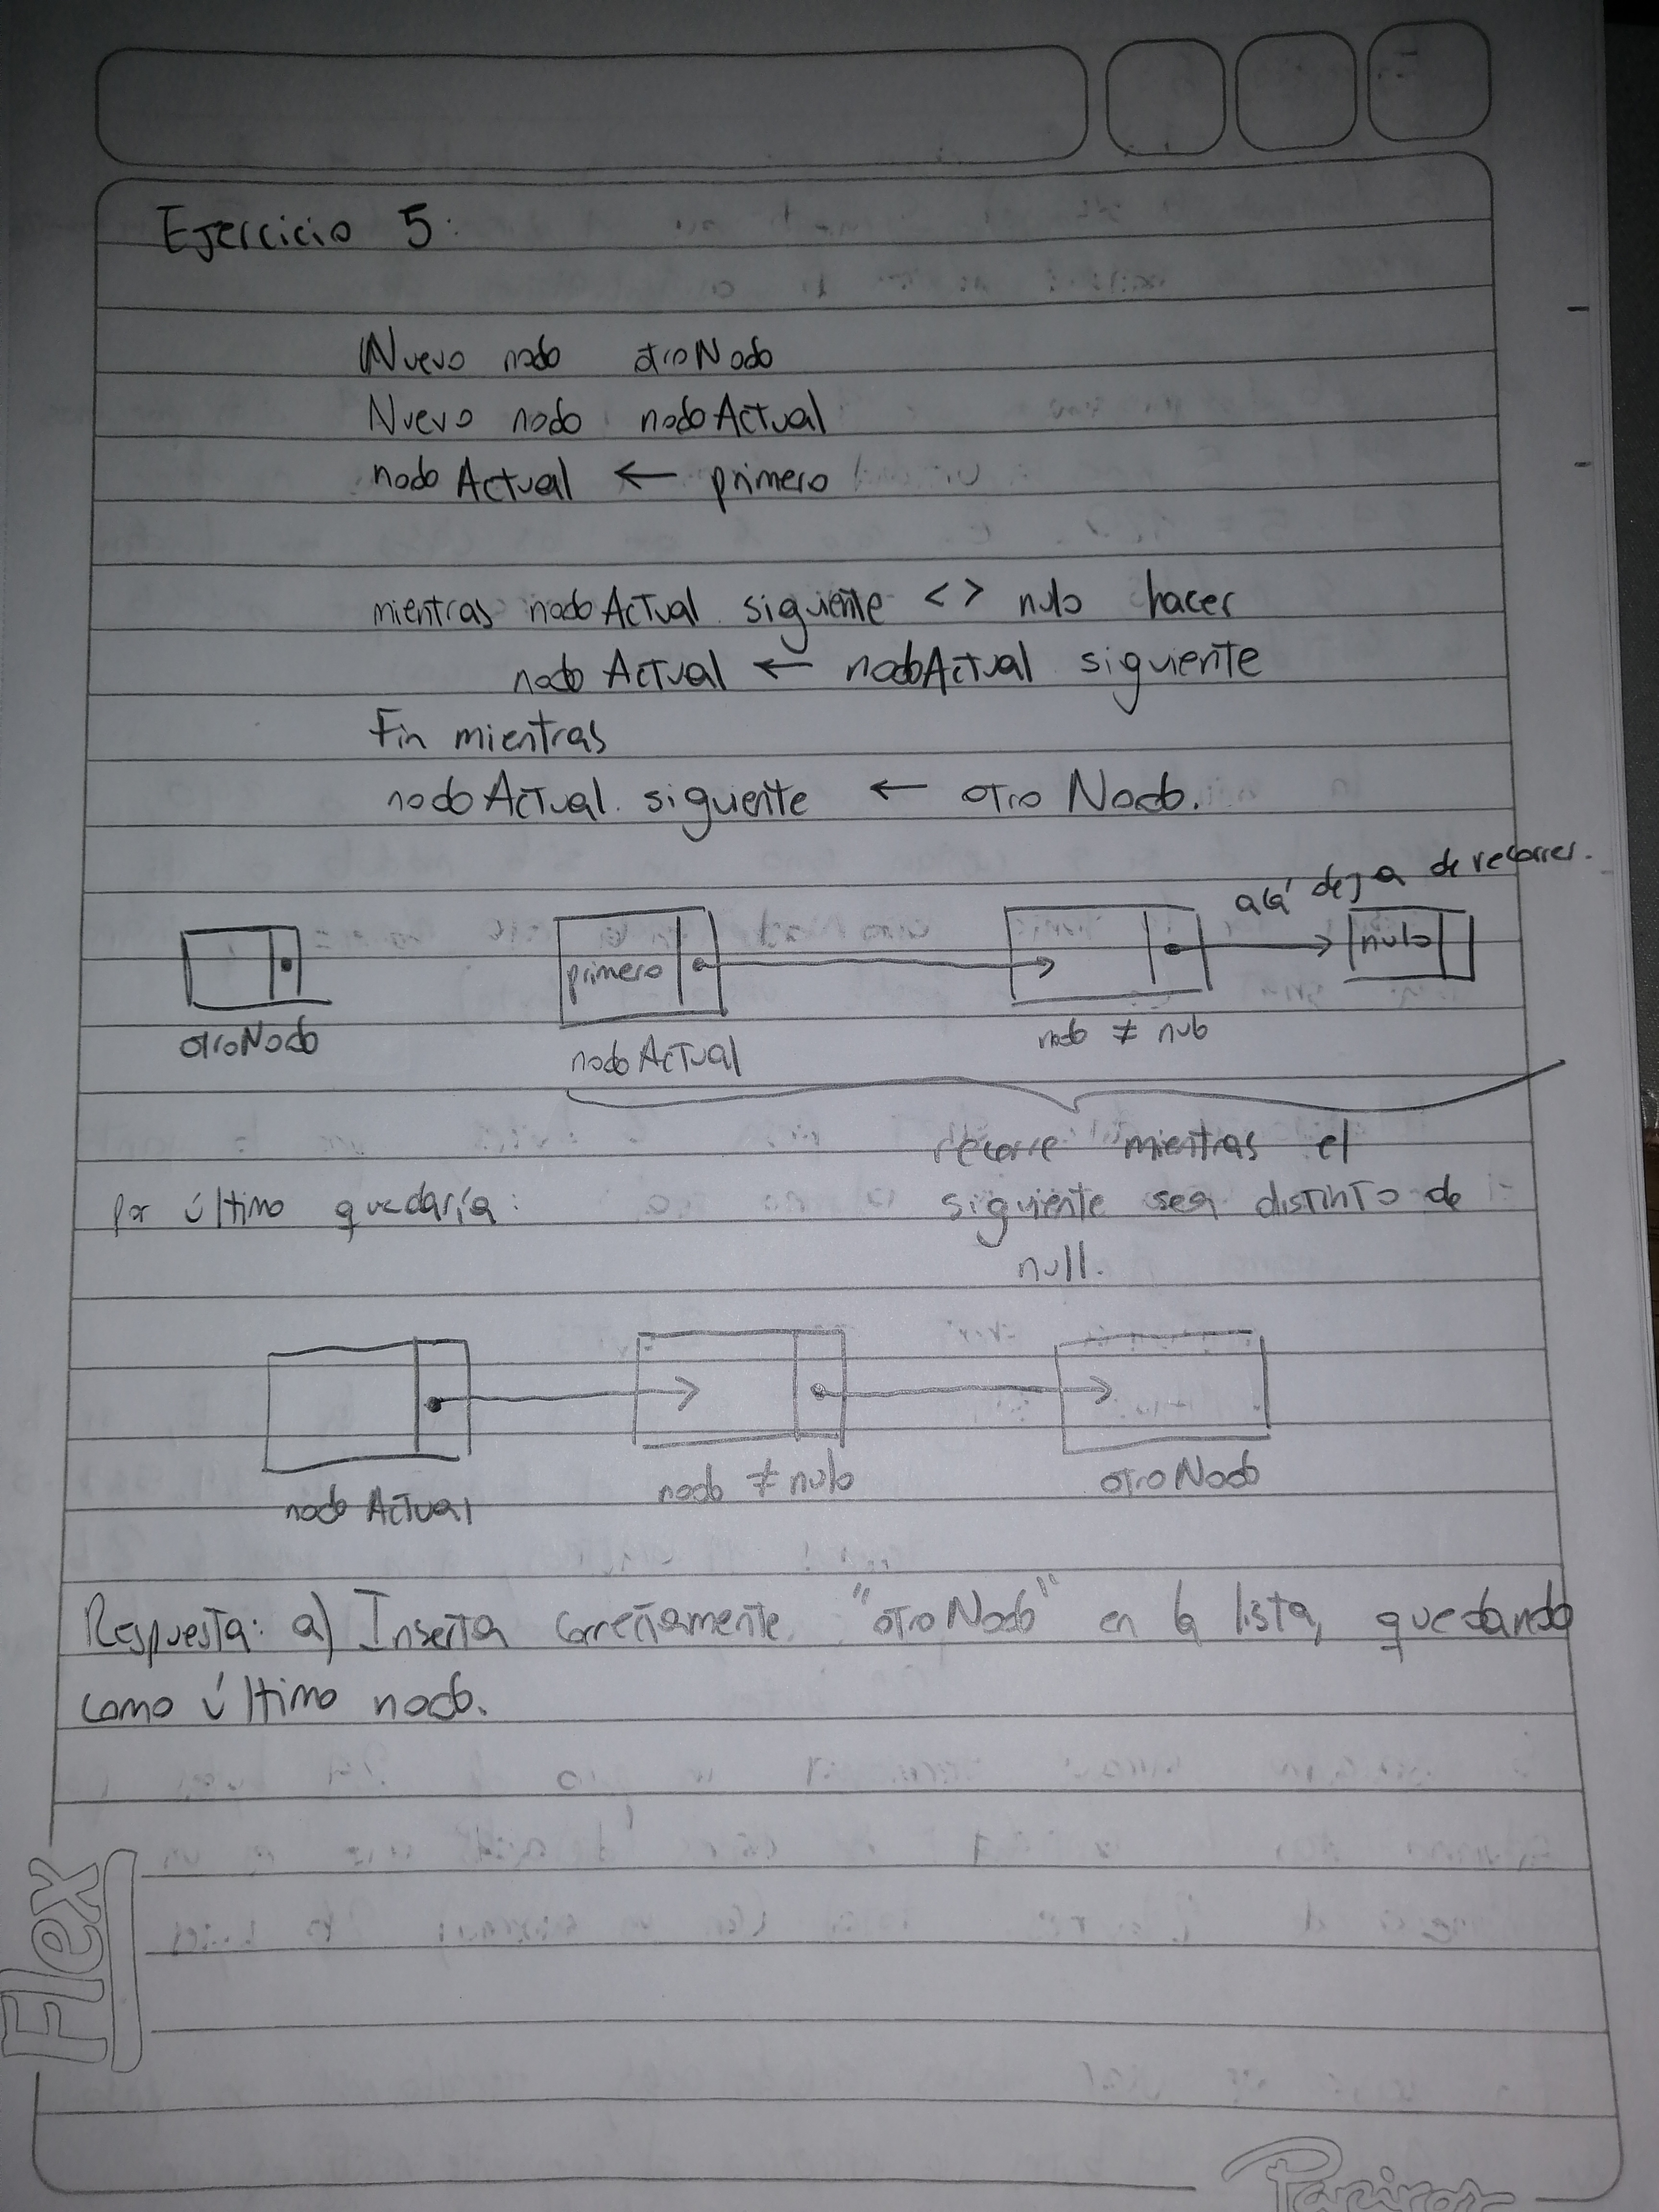 Ejercicio 5:
Nuevo nodo otroNodo
Nuevo nodo nodoActual
nodoActual ← primero
mientras nodoActual.siguiente <> nulo hacer
nodoActual ← nodoActual siguiente
Fin mientras
nodoActual.siguiente ← otroNodo.
acá deja de recorrer.
primero
nulo
otroNodo
nodoActual
nodo ≠ nulo
recorre mientras el
siguiente sea distinto de
null.
Por último quedaría:
nodoActual
nodo ≠ nulo
otroNodo
Respuesta: a) Inserta correctamente "otroNodo" en la lista, quedando
como último nodo.
Flex